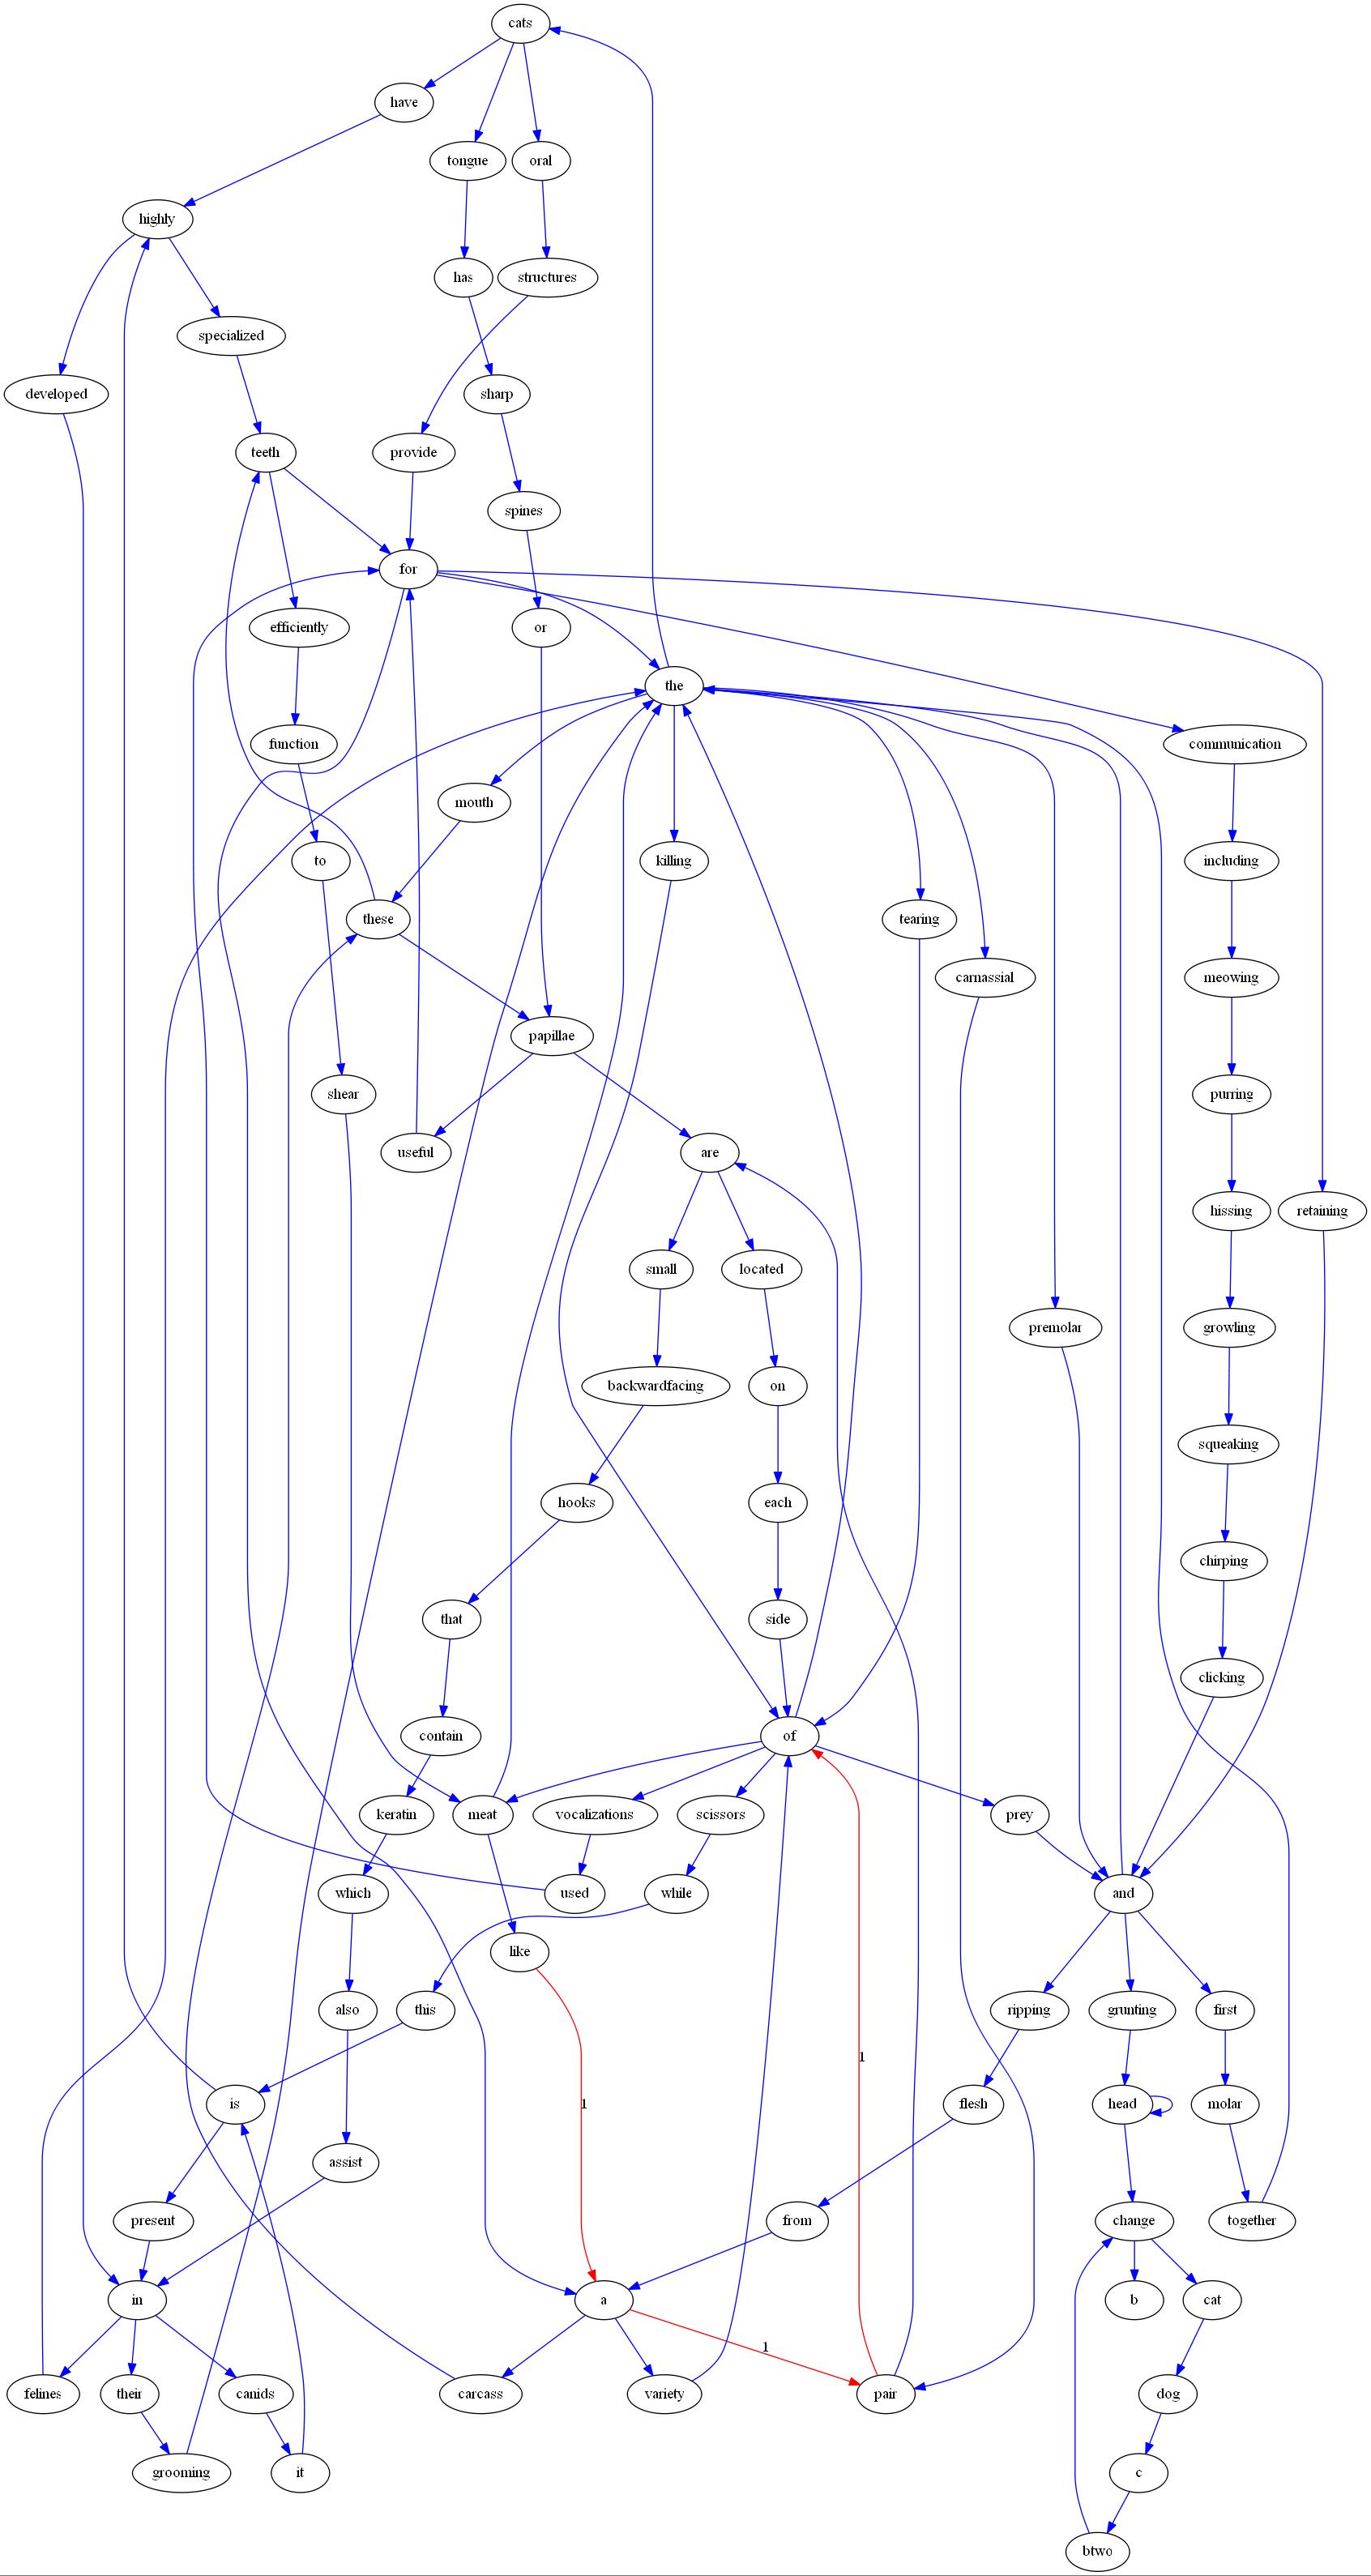 cats
have
tongue
oral
highly
has
structures
specialized
developed
sharp
teeth
provide
spines
for
efficiently
or
the
function
communication
mouth
to
killing
including
these
tearing
carnassial
meowing
papillae
shear
purring
useful
are
hissing
retaining
small
located
premolar
growling
backwardfacing
on
squeaking
hooks
each
chirping
that
side
clicking
contain
of
keratin
meat
vocalizations
scissors
prey
which
used
while
and
like
also
this
ripping
grunting
first
1
is
1
flesh
head
molar
assist
present
from
change
together
1
in
a
b
cat
felines
their
canids
carcass
variety
pair
dog
grooming
it
c
btwo